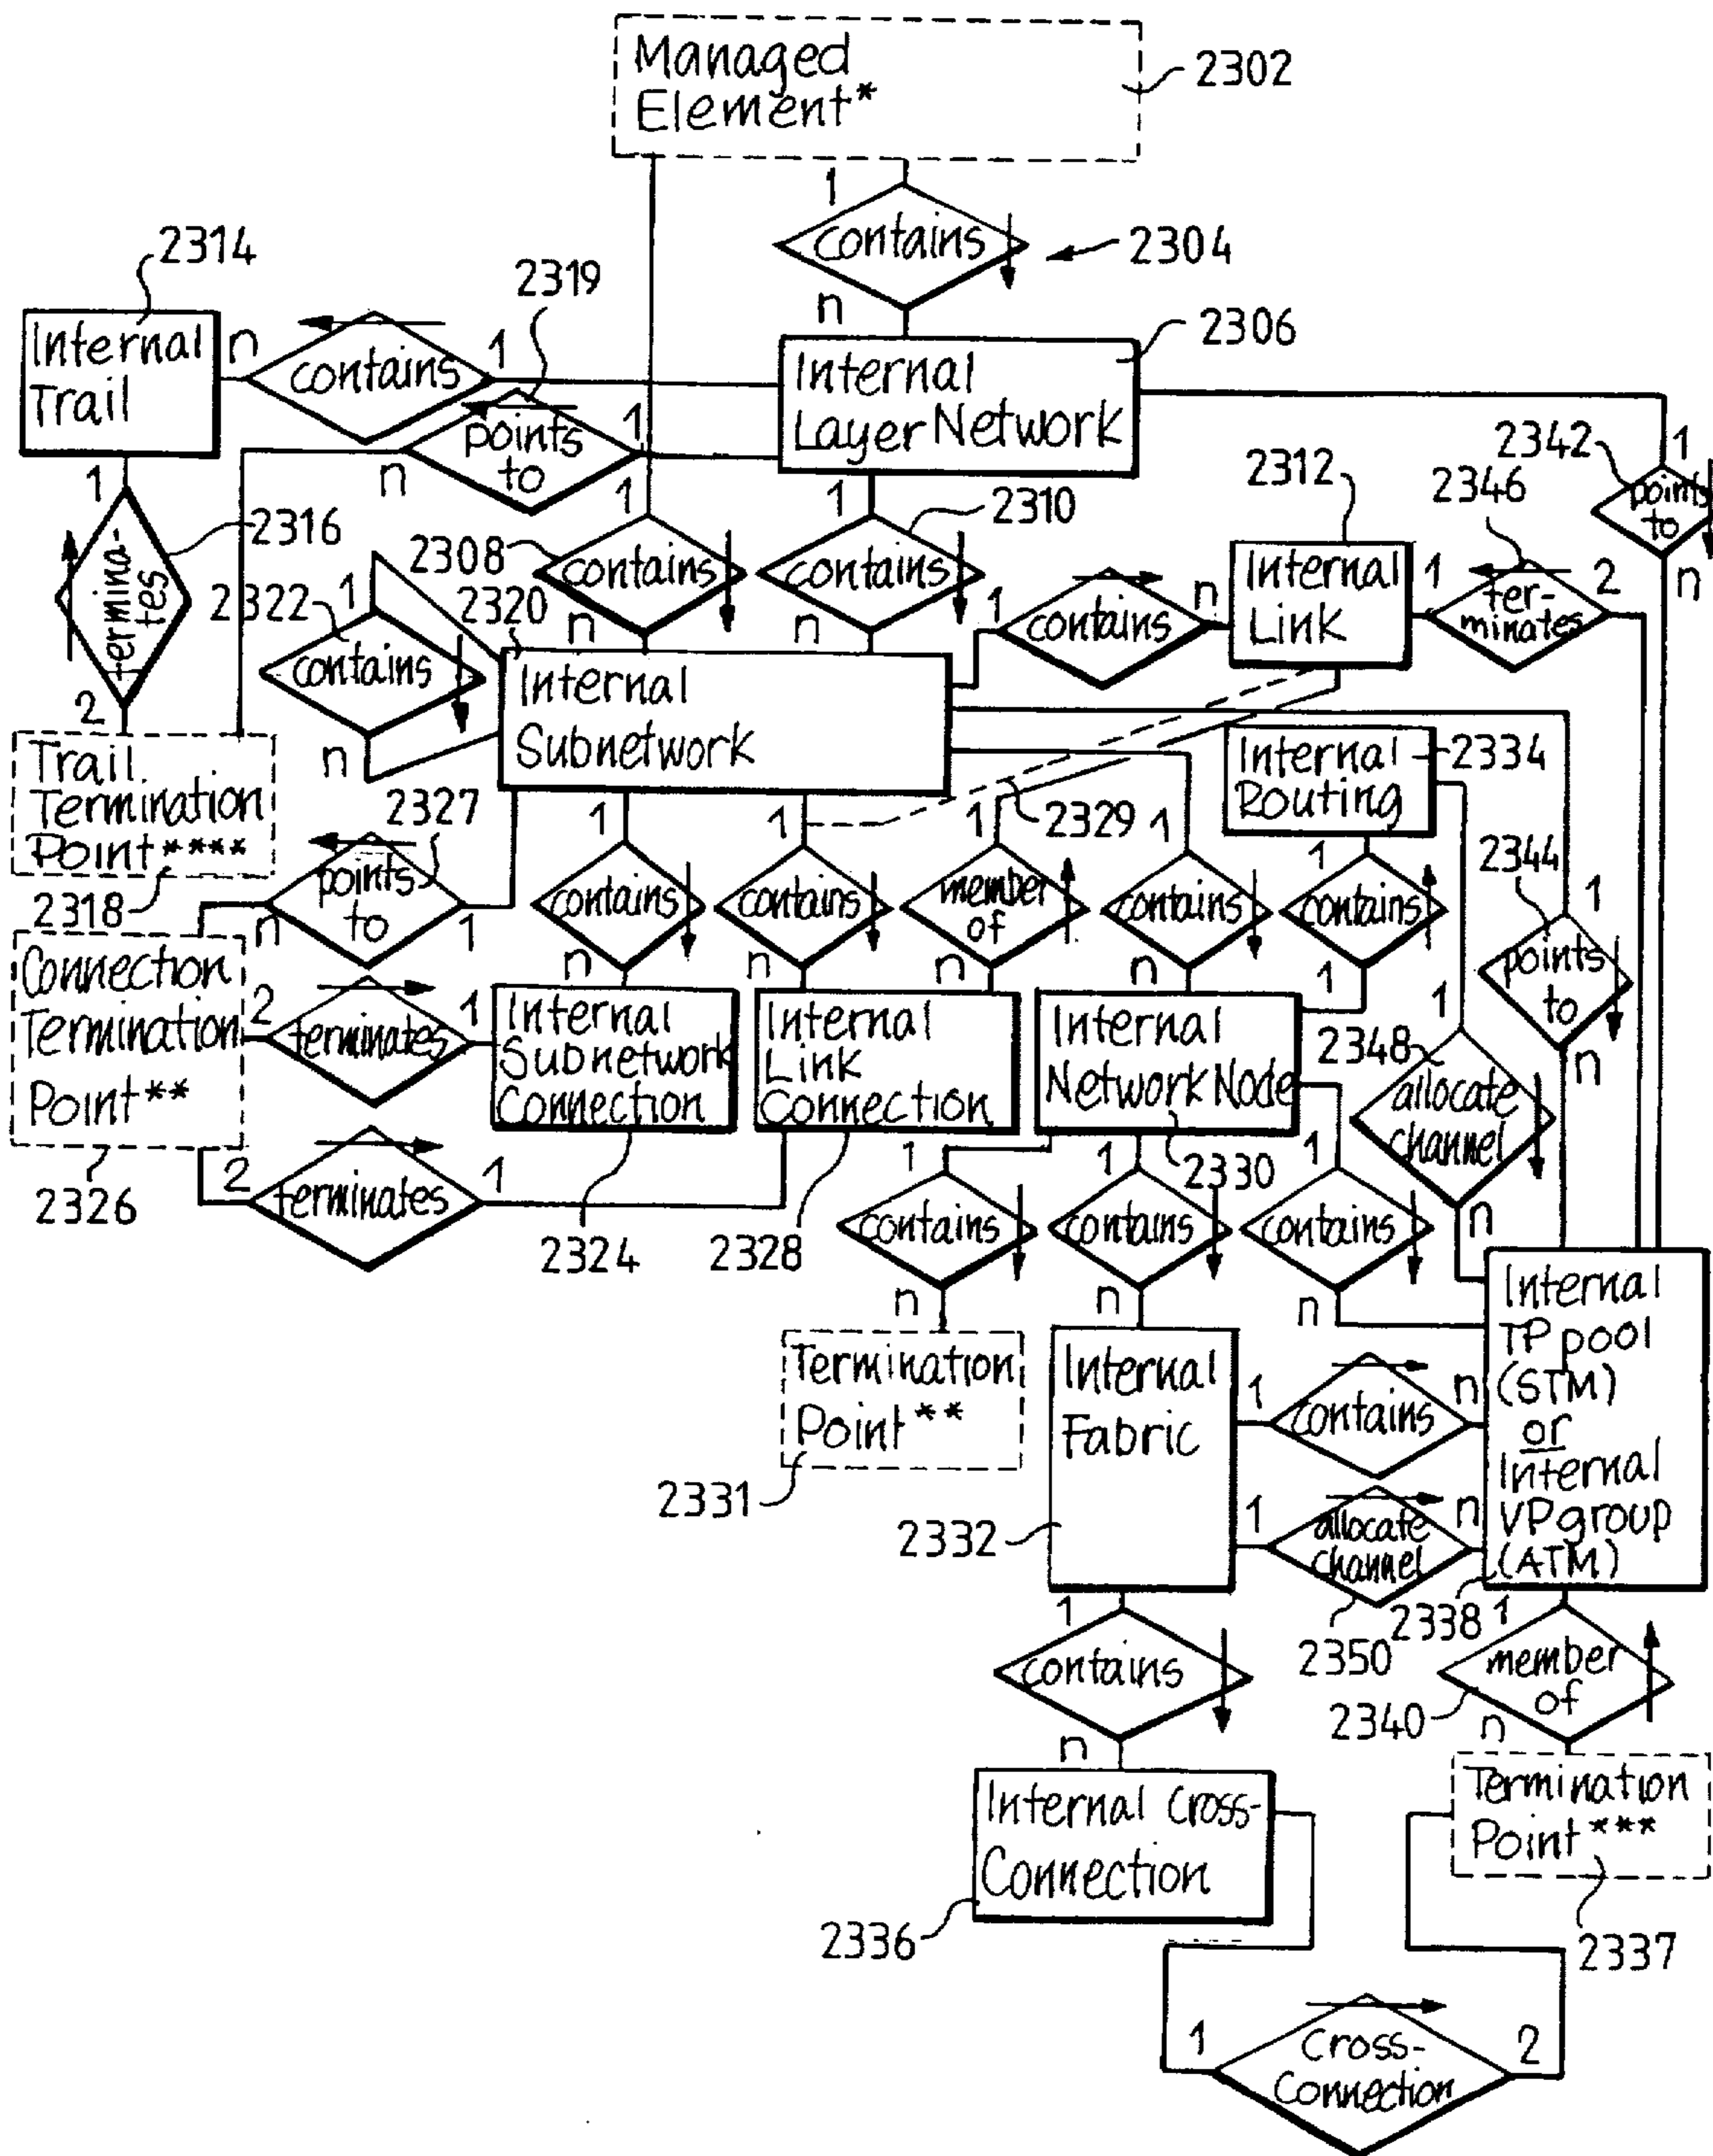 Managed
Element*
2302
1
contains
2304
n
2314
2319
Internal
Trail
n
contains
1
2306
Internal
Layer Network
points
to
1
n
1
2316
termina-
tes
2
1
2308
contains
n
1
2310
contains
n
2312
2346
2342
1
points
to
n
Internal
Link
1
contains
n
1
ter-
minates
2
2322
1
contains
n
2320
Internal
Subnetwork
Trail
Termination
Point****
2318
2327
points
to
n
1
1
contains
n
1
contains
n
2329
1
member
of
n
1
contains
n
Internal
Routing
2334
1
contains
1
2344
1
points
to
n
Connection
Termination
Point**
2326
2
terminates
1
Internal
Subnetwork
Connection
2324
Internal
Link
Connection
2328
Internal
Network Node
2330
1
2348
allocate
channel
n
2
terminates
1
1
contains
n
1
contains
n
1
contains
n
Termination
Point**
2331
Internal
Fabric
2332
1
contains
n
1
allocate
channel
n
2350
Internal
TP pool
(STM)
or
Internal
VP group
(ATM)
2338
1
contains
n
1
member
of
n
2340
Internal Cross-
Connection
2336
Termination
Point***
2337
1
Cross-
Connection
2